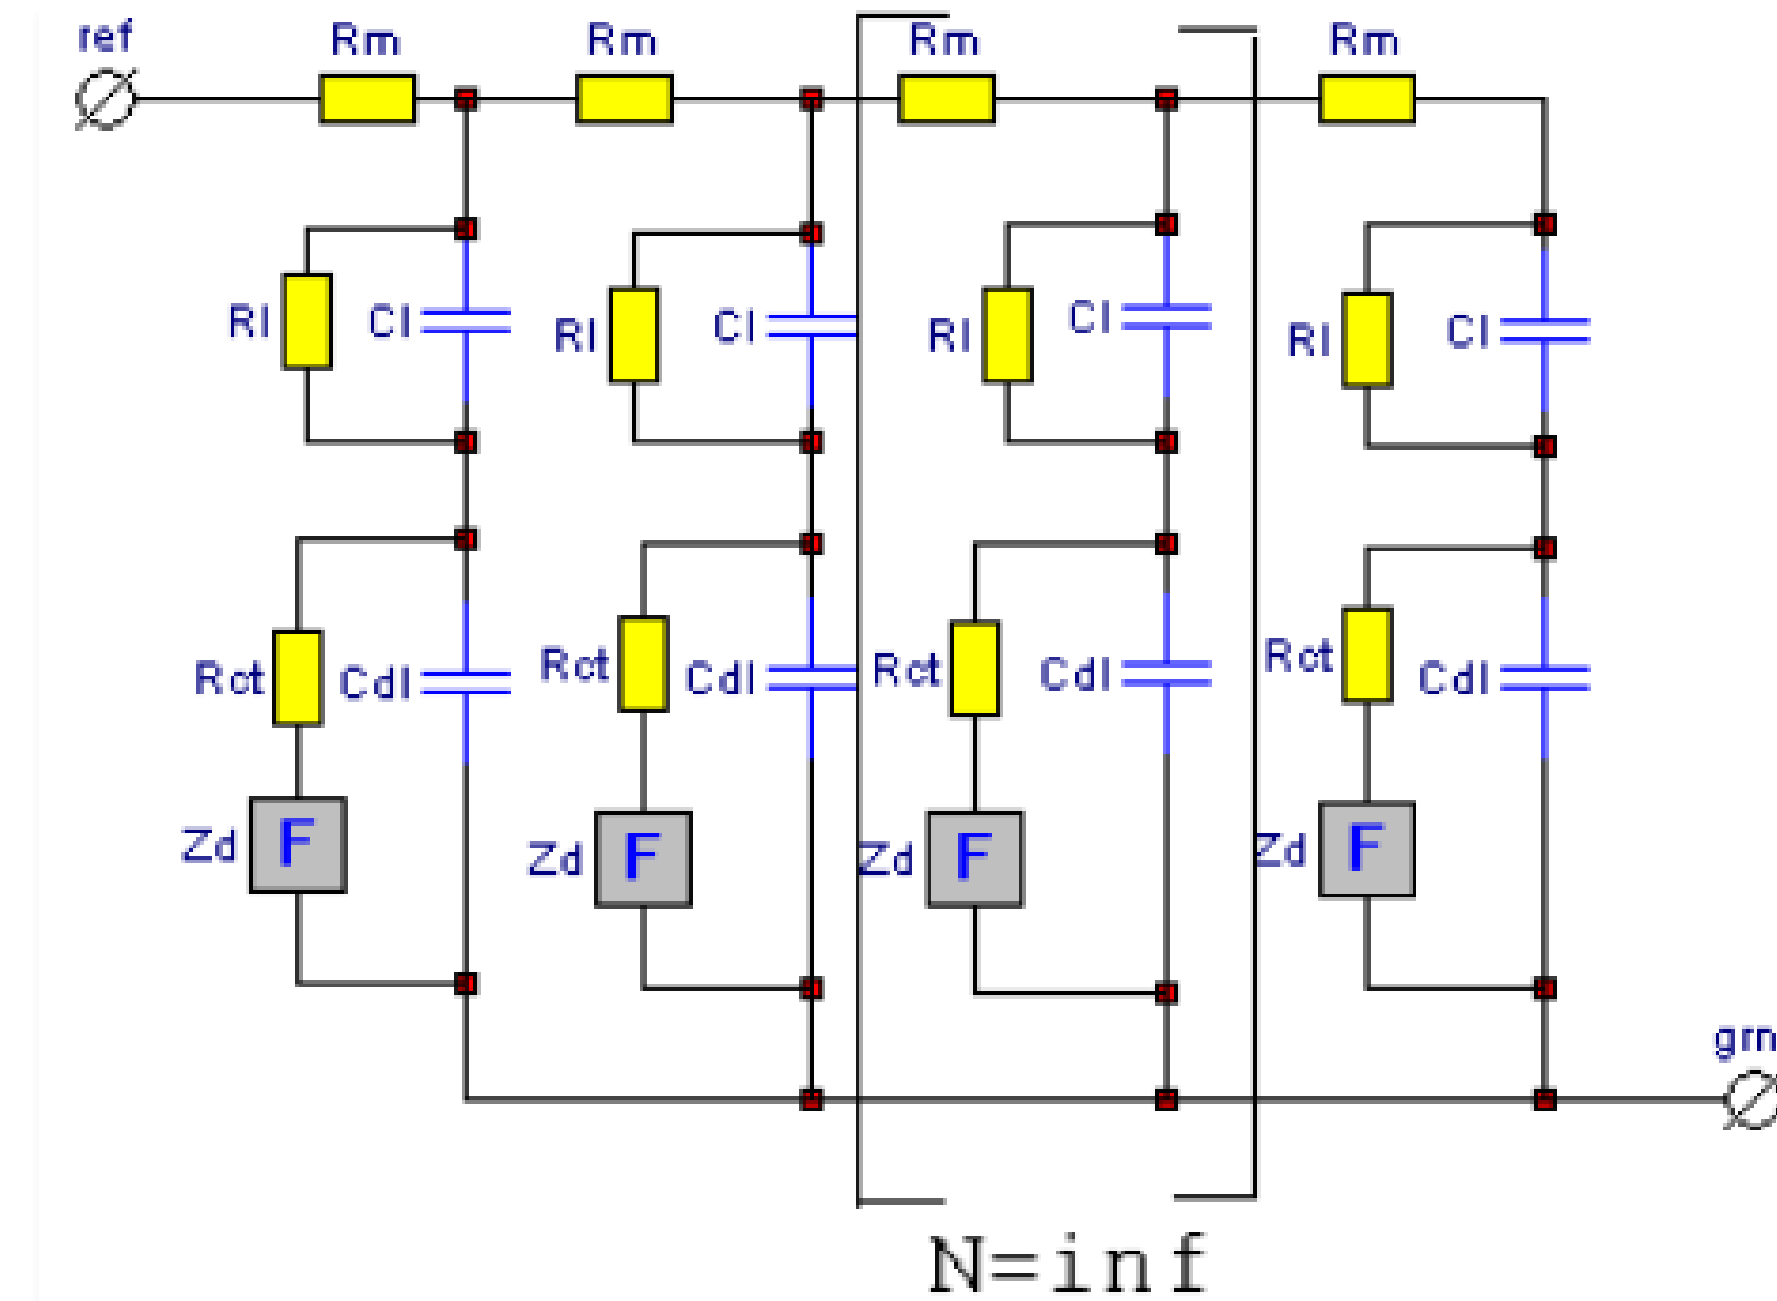 ref Rm Rm Rm Rm
Rl Cl Rl Cl Rl Cl Rl Cl
Rct Cdl Rct Cdl Rct Cdl Rct Cdl
Zd F Zd F Zd F Zd F
grn
N=inf